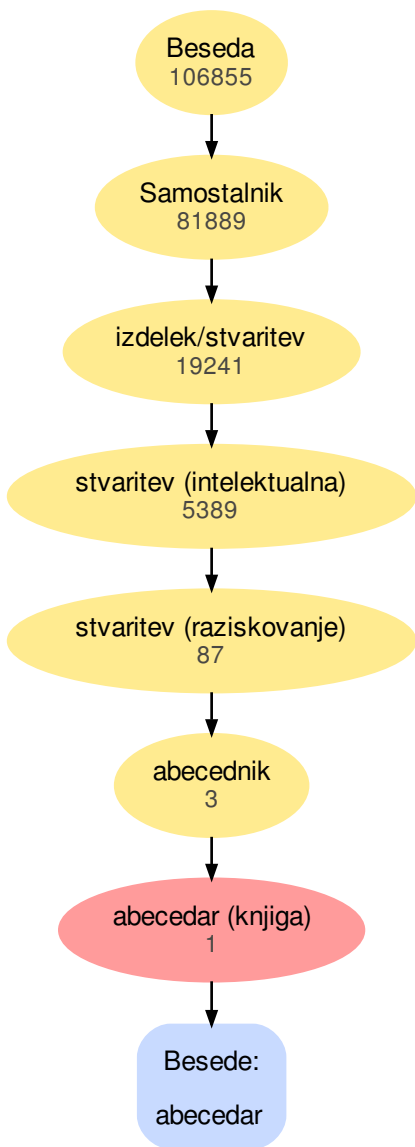 Beseda
106855
Samostalnik
81889
izdelek/stvaritev
19241
stvaritev (intelektualna)
5389
stvaritev (raziskovanje)
87
abecednik
3
abecedar (knjiga)
1
Besede:
abecedar